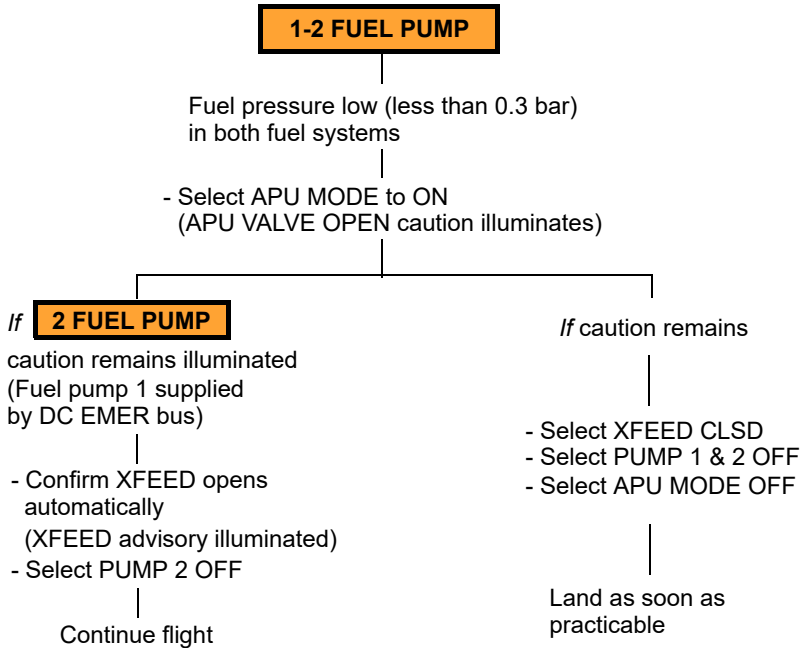 1-2 FUEL PUMP
Fuel pressure low (less than 0.3 bar)
in both fuel systems
- Select APU MODE to ON
(APU VALVE OPEN caution illuminates)
If 2 FUEL PUMP
caution remains illuminated
(Fuel pump 1 supplied
by DC EMER bus)
- Confirm XFEED opens
automatically
(XFEED advisory illuminated)
- Select PUMP 2 OFF
Continue flight
If caution remains
- Select XFEED CLSD
- Select PUMP 1 & 2 OFF
- Select APU MODE OFF
Land as soon as
practicable